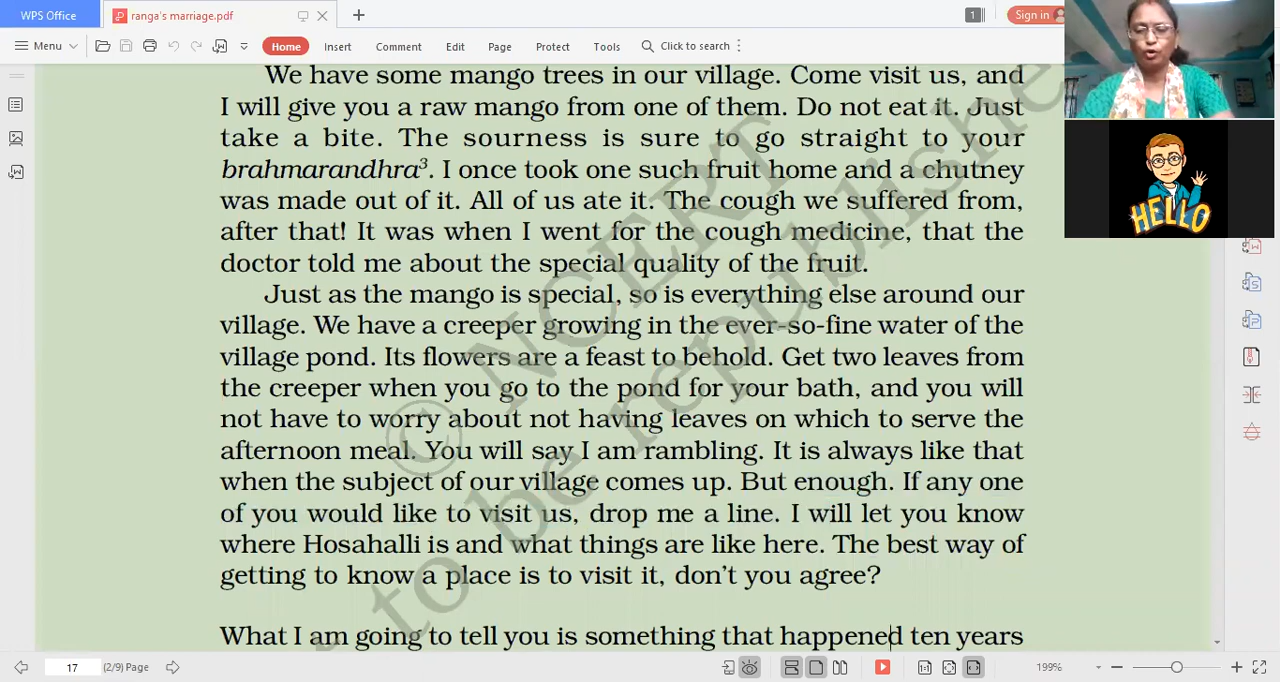 WPS Office
ranga's marriage.pdf
1
Sign in
Menu
Home
Insert
Comment
Edit
Page
Protect
Tools
Click to search
We have some mango trees in our village. Come visit us, and
I will give you a raw mango from one of them. Do not eat it. Just
take a bite. The sourness is sure to go straight to your
brahmarandhra³. I once took one such fruit home and a chutney
was made out of it. All of us ate it. The cough we suffered from,
after that! It was when I went for the cough medicine, that the
doctor told me about the special quality of the fruit.
Just as the mango is special, so is everything else around our
village. We have a creeper growing in the ever-so-fine water of the
village pond. Its flowers are a feast to behold. Get two leaves from
the creeper when you go to the pond for your bath, and you will
not have to worry about not having leaves on which to serve the
afternoon meal. You will say I am rambling. It is always like that
when the subject of our village comes up. But enough. If any one
of you would like to visit us, drop me a line. I will let you know
where Hosahalli is and what things are like here. The best way of
getting to know a place is to visit it, don't you agree?
What I am going to tell you is something that happened ten years
© NCERT
to be republishe
HELLO
17
(2/9) Page
199%